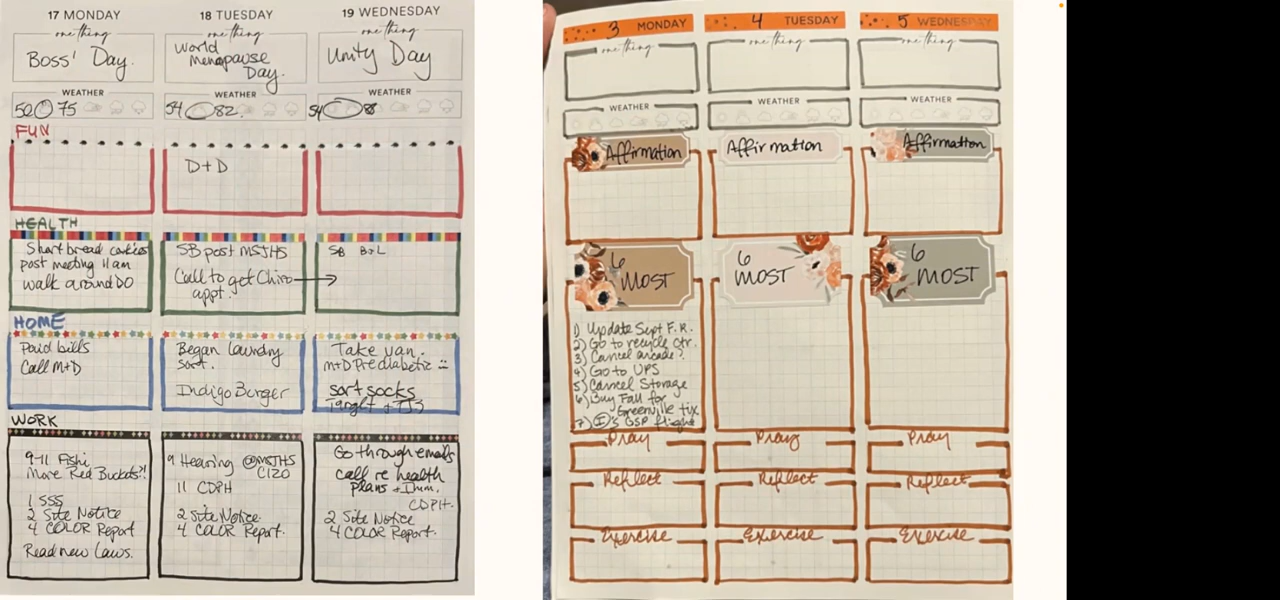 17 MONDAY
one thing
Boss' Day.
WEATHER
50 75
FUN
HEALTH
Short bread cookies
post meeting 11 am
walk around DO
HOME
Paid bills
Call M+D
WORK
9-11 Fishi
More Red Buckets?!
1 SSS
2 Site Notice
4 COLOR Report
Read new Laws.
18 TUESDAY
one thing
World
Menopause
Day.
WEATHER
54 82.
D+D
SB post MSJHS
Call to get Chiro
appt.
Began laundry
sort.
Indigo Burger
9 Hearing @MSJHS
C120
11 CDPH
2 Site Notice
4 COLOR Report.
19 WEDNESDAY
one thing
Unity Day
WEATHER
54
SB B+L
Take van.
M+D Prediabetic
sort socks
Target + TJs
Go through emails
call re health
plans
CDPH.
2 Site Notice
4 COLOR Report.
3 MONDAY
one thing
WEATHER
Affirmation
6
MOST
1) Update Sept F.R.
2) Go to recycle ctr.
3) Cancel arcade?
4) Go to UPS
5) Cancel Storage
6) Buy Fall for
Greenville tix
7) I's GSP flight
Pray
Reflect
Exercise
4 TUESDAY
one thing
WEATHER
Affirmation
6
MOST
Pray
Reflect
Exercise
5 WEDNESDAY
one thing
WEATHER
Affirmation
6
MOST
Pray
Reflect
Exercise